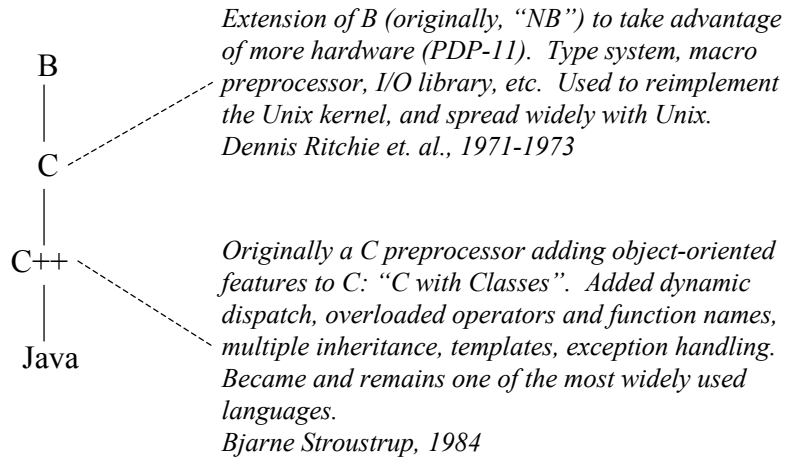 Extension of B (originally, “NB”) to take advantage
of more hardware (PDP-11).  Type system, macro
preprocessor, I/O library, etc.  Used to reimplement
the Unix kernel, and spread widely with Unix.
Dennis Ritchie et. al., 1971-1973
B
C
C++
Java
Originally a C preprocessor adding object-oriented
features to C: “C with Classes”.  Added dynamic
dispatch, overloaded operators and function names,
multiple inheritance, templates, exception handling.
Became and remains one of the most widely used
languages.
Bjarne Stroustrup, 1984